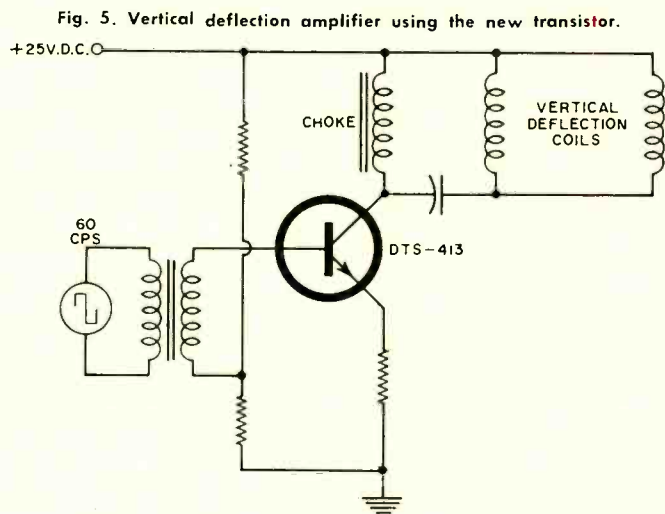 Fig. 5. Vertical deflection amplifier using the new transistor.
+25V.D.C.
CHOKE
VERTICAL
DEFLECTION
COILS
60
CPS
DTS-413